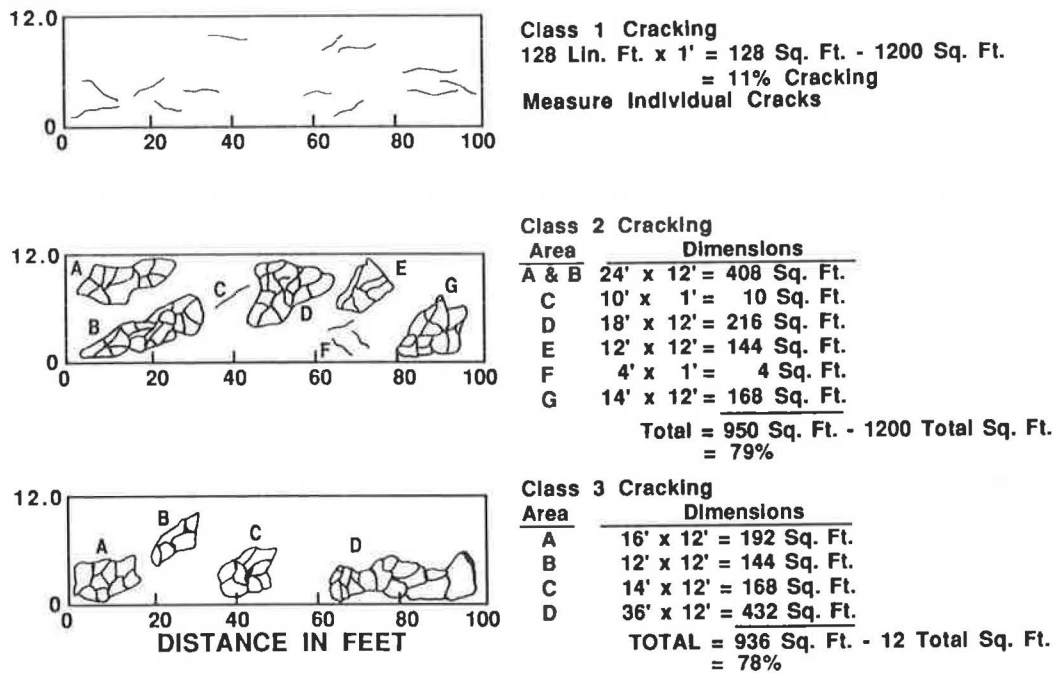 12.0
0
0 20 40 60 80 100
Class 1 Cracking
128 Lin. Ft. x 1' = 128 Sq. Ft. - 1200 Sq. Ft.
= 11% Cracking
Measure Individual Cracks
12.0
0
0 20 40 60 80 100
A
B
C
D
E
F
G
Class 2 Cracking
Area Dimensions
A & B 24' x 12' = 408 Sq. Ft.
C 10' x 1' = 10 Sq. Ft.
D 18' x 12' = 216 Sq. Ft.
E 12' x 12' = 144 Sq. Ft.
F 4' x 1' = 4 Sq. Ft.
G 14' x 12' = 168 Sq. Ft.
Total = 950 Sq. Ft. - 1200 Total Sq. Ft.
= 79%
12.0
0
0 20 40 60 80 100
DISTANCE IN FEET
A
B
C
D
Class 3 Cracking
Area Dimensions
A 16' x 12' = 192 Sq. Ft.
B 12' x 12' = 144 Sq. Ft.
C 14' x 12' = 168 Sq. Ft.
D 36' x 12' = 432 Sq. Ft.
TOTAL = 936 Sq. Ft. - 12 Total Sq. Ft.
= 78%